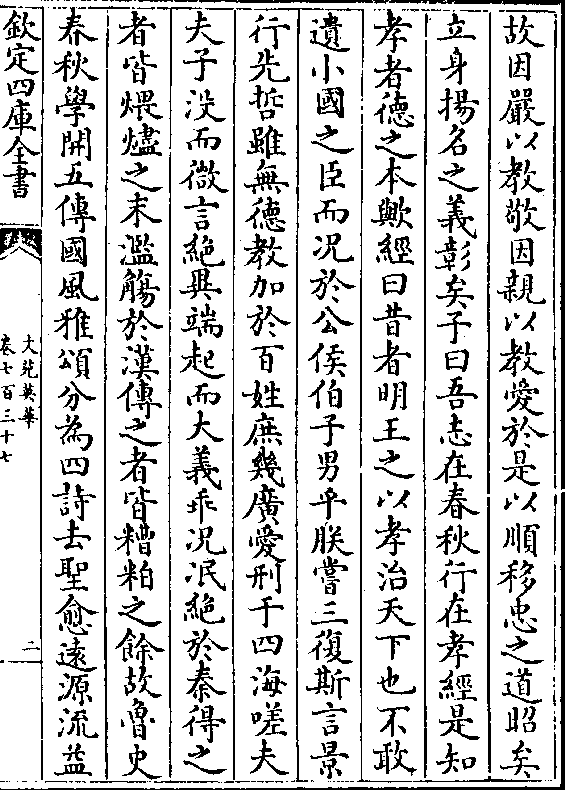 故因嚴以教敬因親以教愛於是以順移忠之道昭矣
立身揚名之義彰矣子曰吾志在春秋行在孝經是知
孝者德之本歟經曰昔者明王之以孝治天下也不敢
遺小國之臣而况於公侯伯子男乎朕嘗三復斯言景
行先哲雖無德教加於百姓庶幾廣愛刑于四海嗟夫
夫子没而微言絶異端起而大義乖况泯絶於秦得之
者皆煨燼之末濫觴於漢傳之者皆糟粕之餘故魯史
春秋學開五傳國風雅頌分為四詩去聖愈遠源流益
欽定四庫全書
文苑英華
卷七百三十七
二